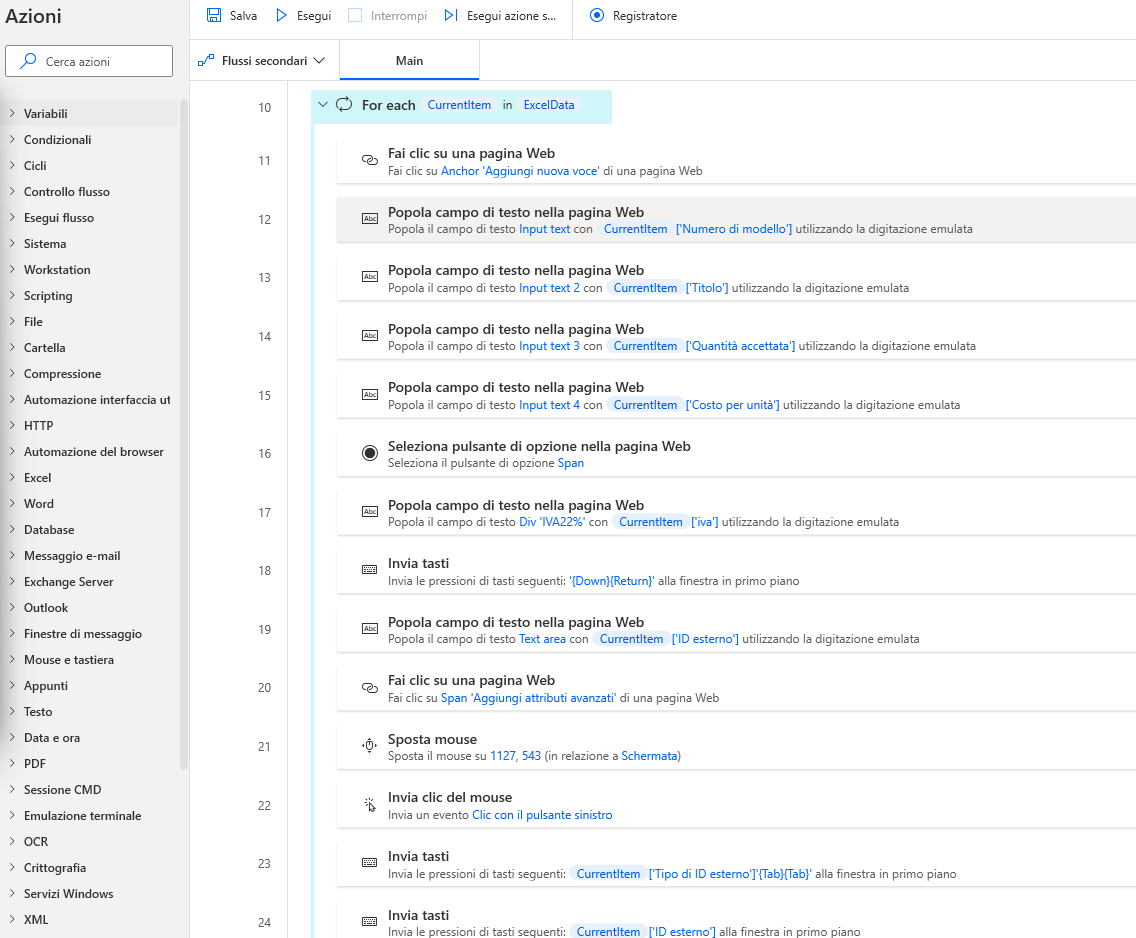 Azioni
Salva
Esegui
Interrompi
Esegui azione s...
Registratore
Cerca azioni
Flussi secondari
Main
Variabili
Condizionali
Cicli
Controllo flusso
Esegui flusso
Sistema
Workstation
Scripting
File
Cartella
Compressione
Automazione interfaccia ut
HTTP
Automazione del browser
Excel
Word
Database
Messaggio e-mail
Exchange Server
Outlook
Finestre di messaggio
Mouse e tastiera
Appunti
Testo
Data e ora
PDF
Sessione CMD
Emulazione terminale
OCR
Crittografia
Servizi Windows
XML
10 For each CurrentItem in ExcelData
11 Fai clic su una pagina Web
Fai clic su Anchor 'Aggiungi nuova voce' di una pagina Web
12 Popola campo di testo nella pagina Web
Abc Popola il campo di testo Input text con CurrentItem ['Numero di modello'] utilizzando la digitazione emulata
13 Popola campo di testo nella pagina Web
Abc Popola il campo di testo Input text 2 con CurrentItem ['Titolo'] utilizzando la digitazione emulata
14 Popola campo di testo nella pagina Web
Abc Popola il campo di testo Input text 3 con CurrentItem ['Quantità accettata'] utilizzando la digitazione emulata
15 Popola campo di testo nella pagina Web
Abc Popola il campo di testo Input text 4 con CurrentItem ['Costo per unità'] utilizzando la digitazione emulata
16 Seleziona pulsante di opzione nella pagina Web
Seleziona il pulsante di opzione Span
17 Popola campo di testo nella pagina Web
Abc Popola il campo di testo Div 'IVA22%' con CurrentItem ['iva'] utilizzando la digitazione emulata
18 Invia tasti
Invia le pressioni di tasti seguenti: '{Down}{Return}' alla finestra in primo piano
19 Popola campo di testo nella pagina Web
Abc Popola il campo di testo Text area con CurrentItem ['ID esterno'] utilizzando la digitazione emulata
20 Fai clic su una pagina Web
Fai clic su Span 'Aggiungi attributi avanzati' di una pagina Web
21 Sposta mouse
Sposta il mouse su 1127, 543 (in relazione a Schermata)
22 Invia clic del mouse
Invia un evento Clic con il pulsante sinistro
23 Invia tasti
Invia le pressioni di tasti seguenti: CurrentItem ['Tipo di ID esterno']'{Tab}{Tab}' alla finestra in primo piano
24 Invia tasti
Invia le pressioni di tasti seguenti: CurrentItem ['ID esterno'] alla finestra in primo piano